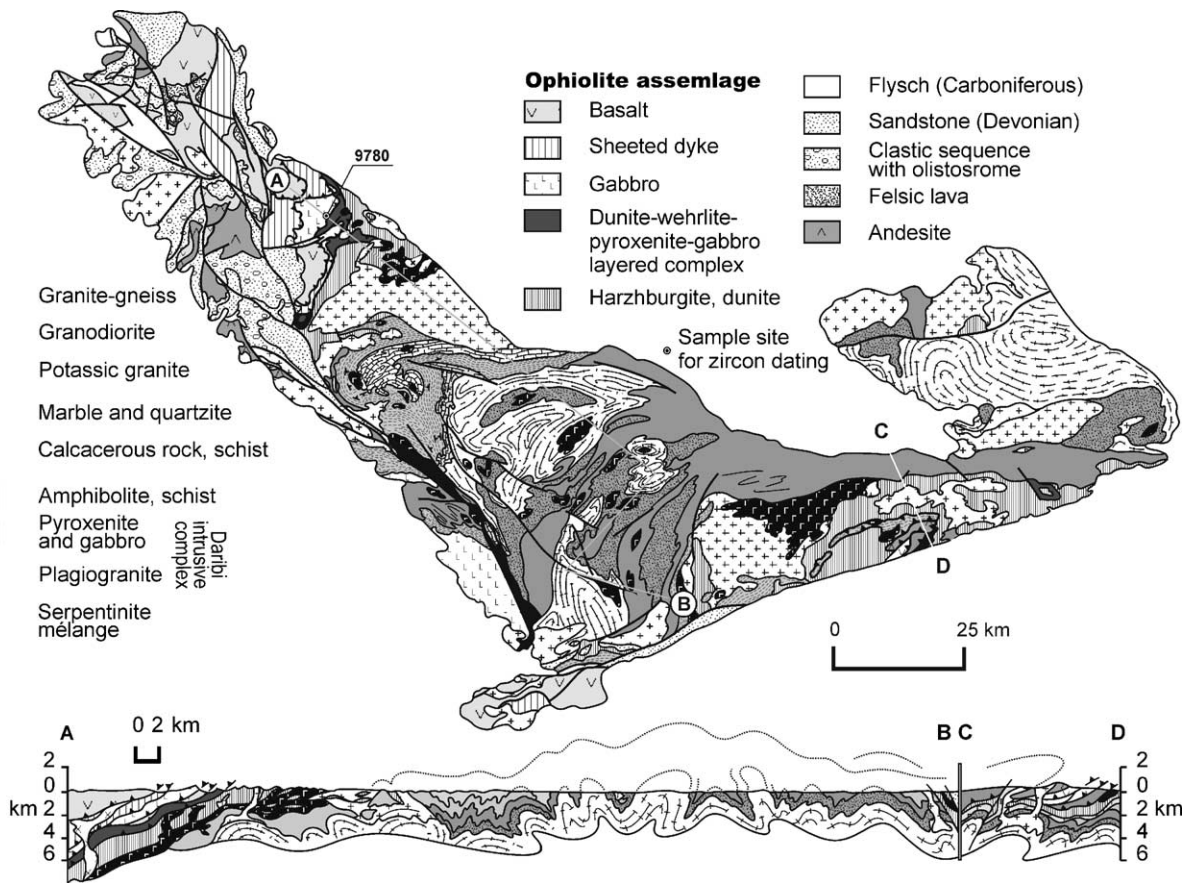 Ophiolite assemlage
Basalt
Sheeted dyke
Gabbro
Dunite-wehrlite-
pyroxenite-gabbro
layered complex
Harzhburgite, dunite
Flysch (Carboniferous)
Sandstone (Devonian)
Clastic sequence
with olistosrome
Felsic lava
Andesite
Sample site
for zircon dating
9780
A
Granite-gneiss
Granodiorite
Potassic granite
Marble and quartzite
Calcacerous rock, schist
Amphibolite, schist
Pyroxenite
and gabbro
Plagiogranite
Daribi
intrusive
complex
Serpentinite
mélange
C
D
B
0 25 km
0 2 km
A B C D
2
0
km
2
4
6
2
0
2 km
4
6